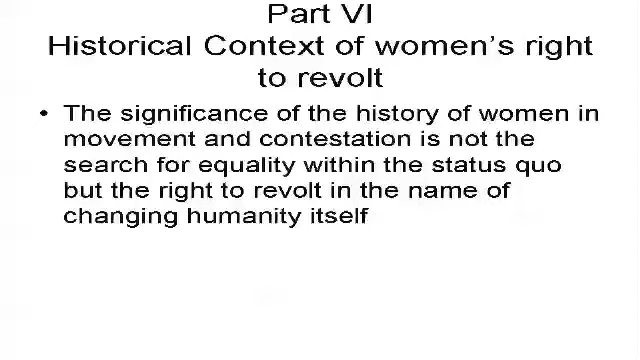 Part VI
Historical Context of women's right
to revolt
• The significance of the history of women in
movement and contestation is not the
search for equality within the status quo
but the right to revolt in the name of
changing humanity itself